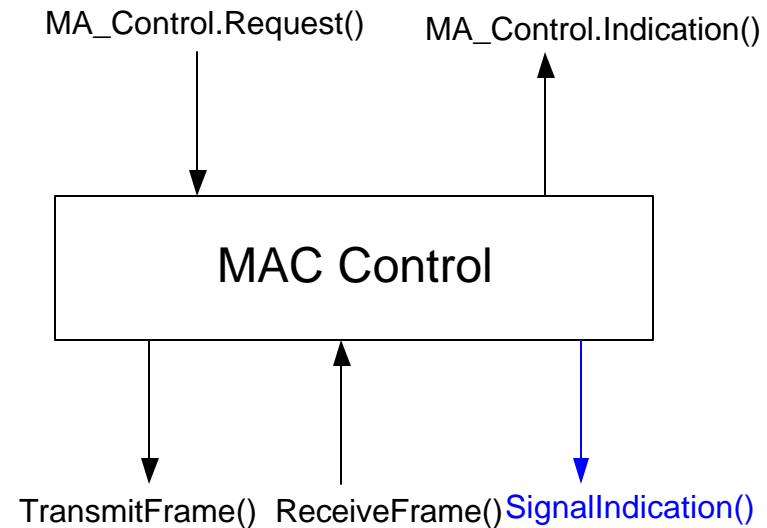 MA_Control.Request()
MA_Control.Indication()
MAC Control
TransmitFrame() ReceiveFrame() SignalIndication()